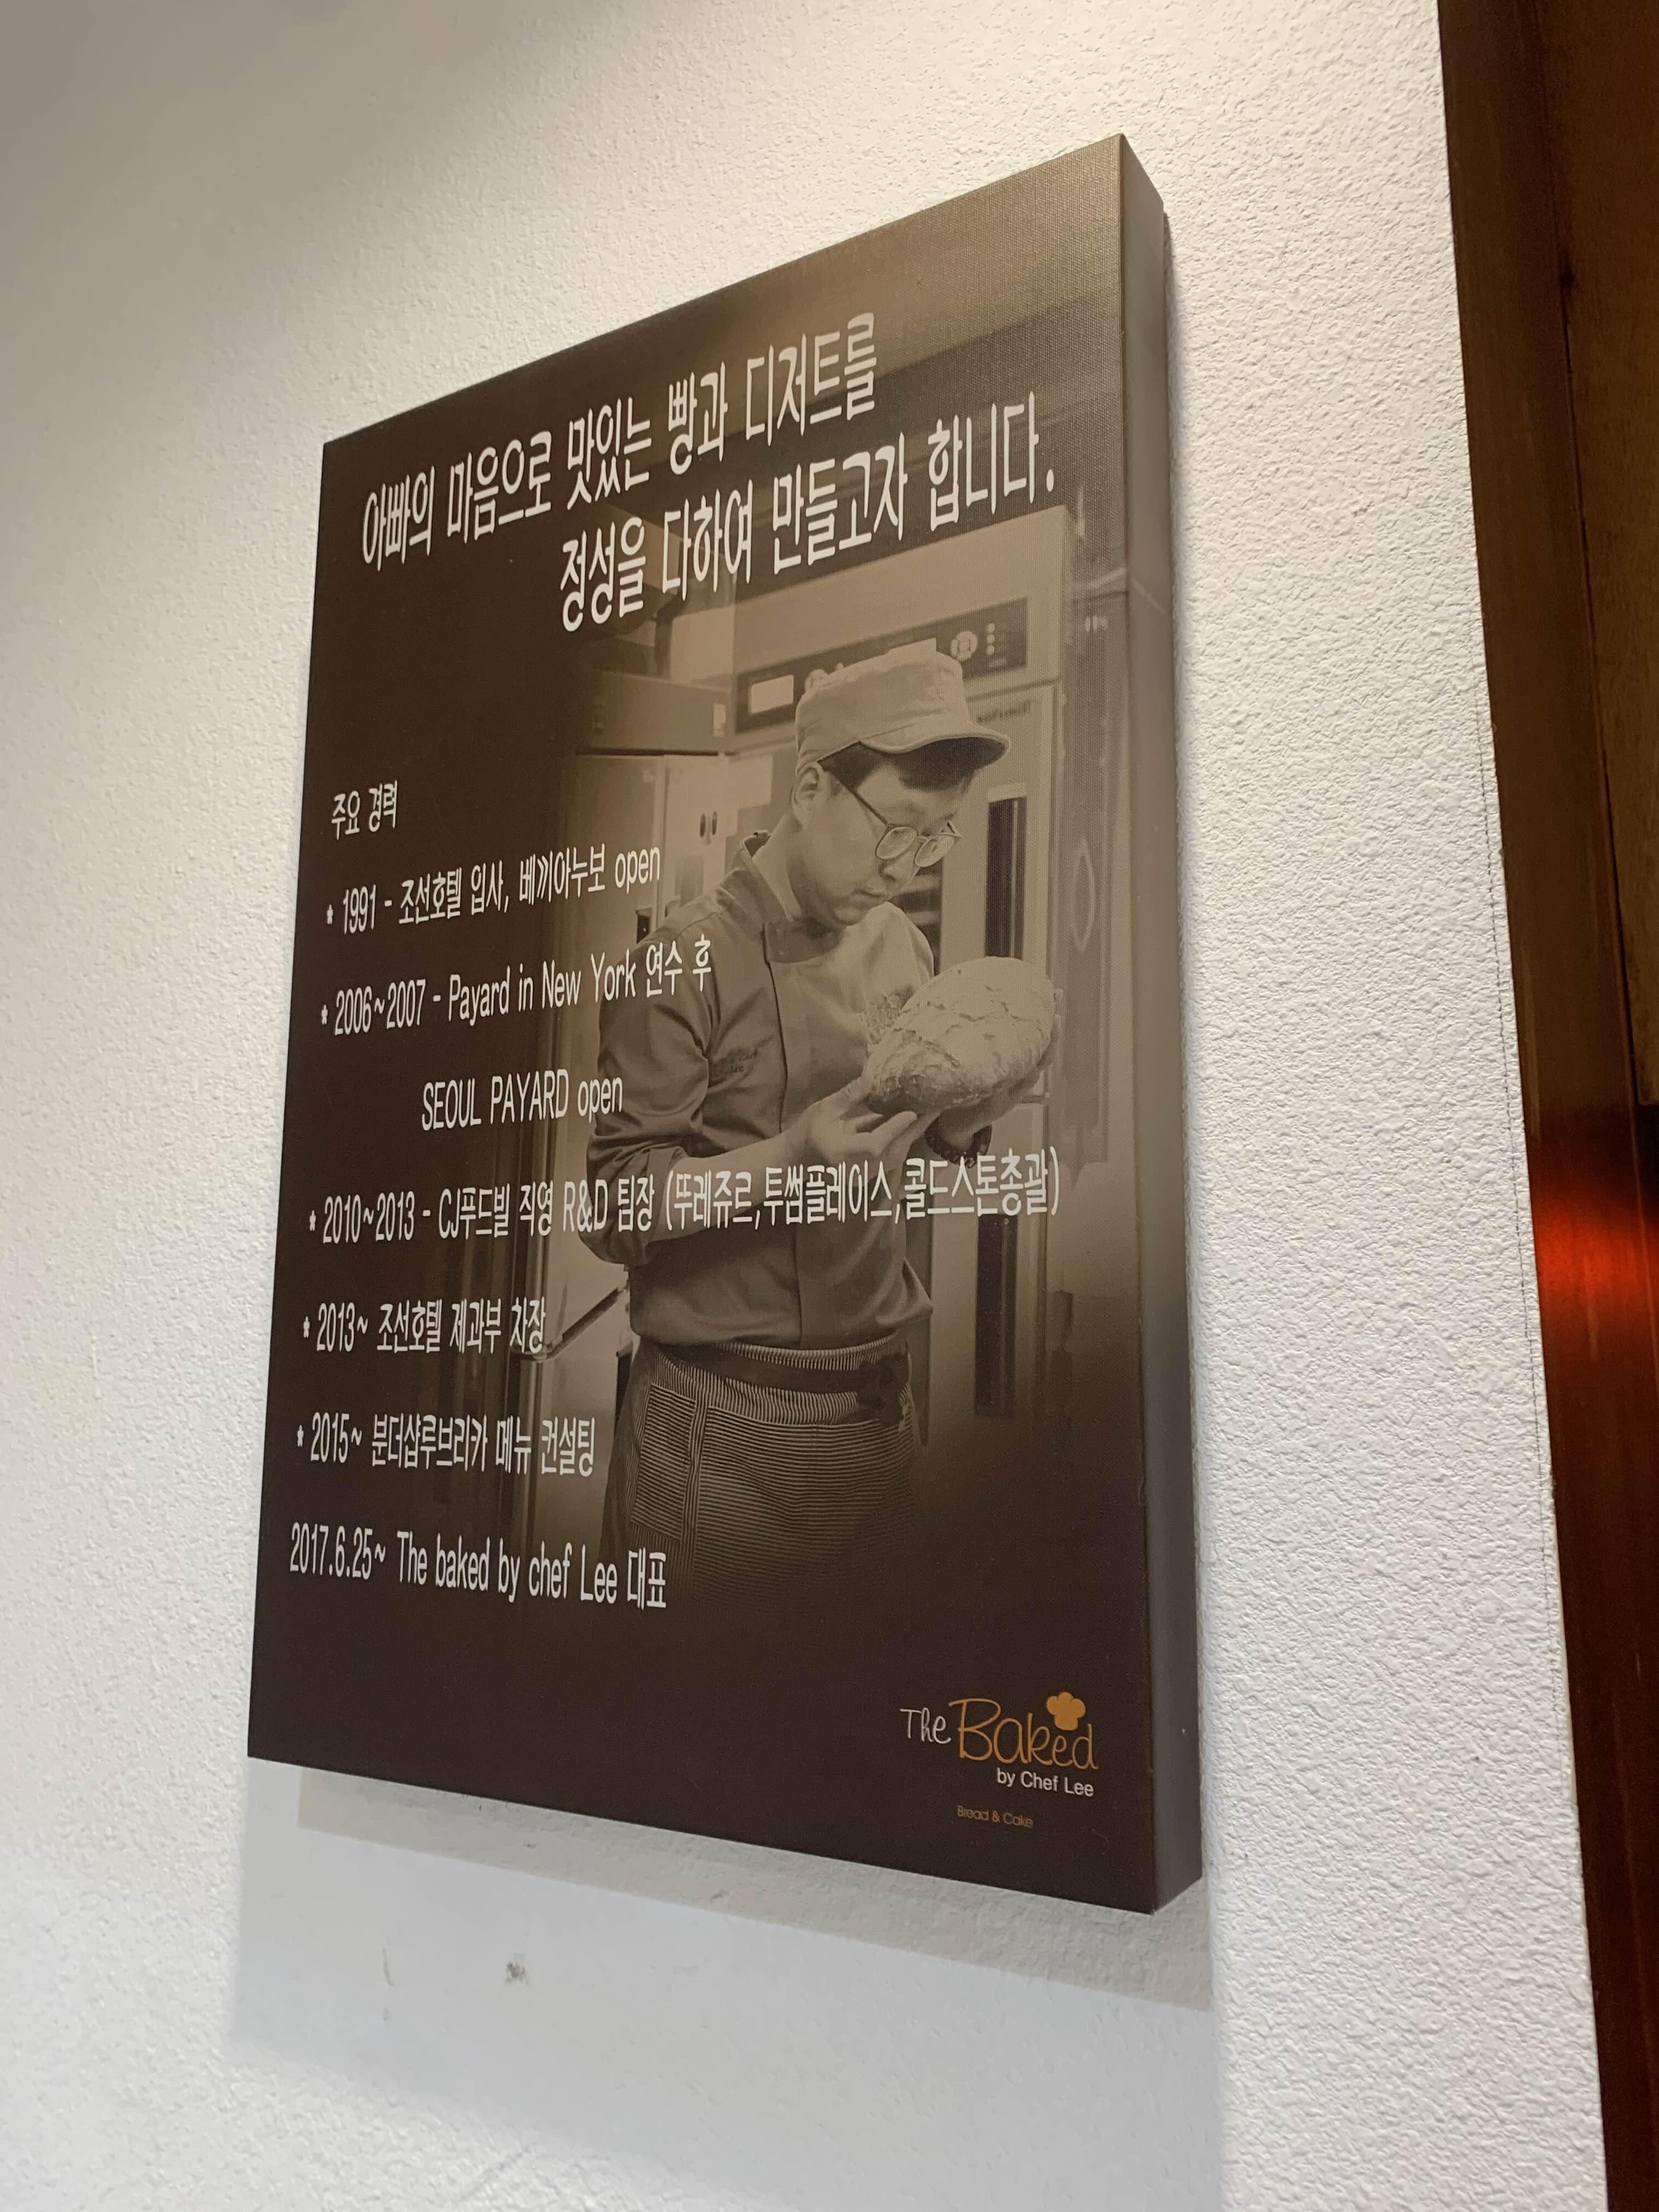 아빠의 마음으로 맛있는 빵과 디저트를
정성을 다하여 만들고자 합니다.
주요 경력
* 1991 - 조선호텔 입사, 베끼아누보 open
* 2006~2007 - Payard in New York 연수 후
SEOUL PAYARD open
* 2010~2013 - CJ푸드빌 직영 R&D 팀장 (뚜레쥬르,투썸플레이스,콜드스톤총괄)
* 2013~ 조선호텔 제과부 차장
* 2015~ 분더샵루브리카 메뉴 컨설팅
2017.6.25~ The baked by chef Lee 대표
The Baked
by Chef Lee
Bread & Cake